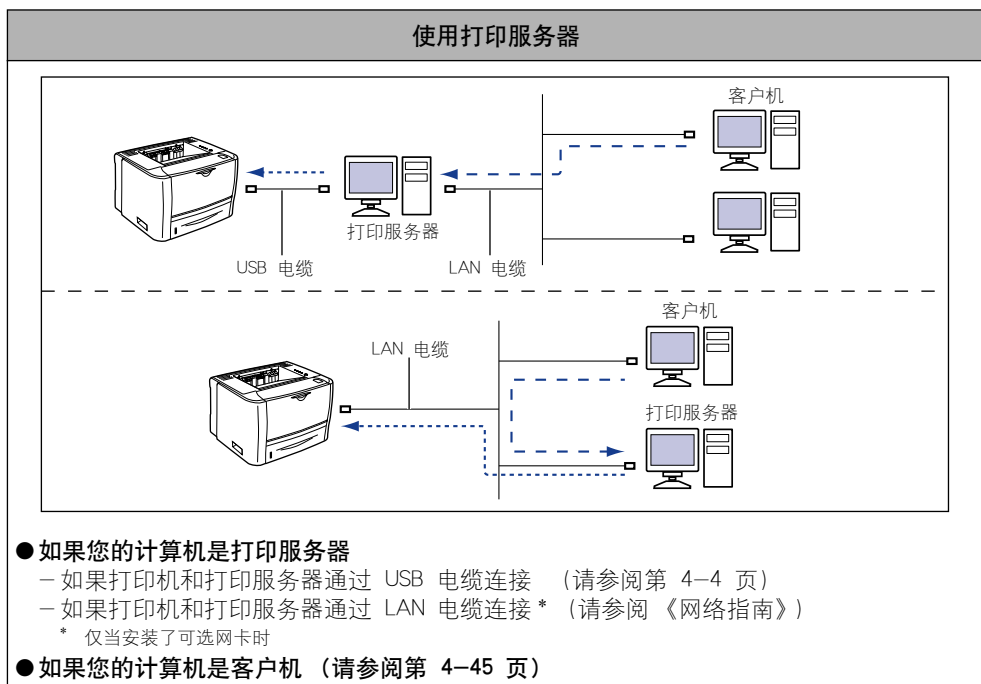 使用打印服务器
客户机
打印服务器
USB 电缆
LAN 电缆
客户机
LAN 电缆
打印服务器
●如果您的计算机是打印服务器
－如果打印机和打印服务器通过 USB 电缆连接 （请参阅第 4-4 页）
－如果打印机和打印服务器通过 LAN 电缆连接* （请参阅 《网络指南》）
* 仅当安装了可选网卡时
●如果您的计算机是客户机 （请参阅第 4-45 页）